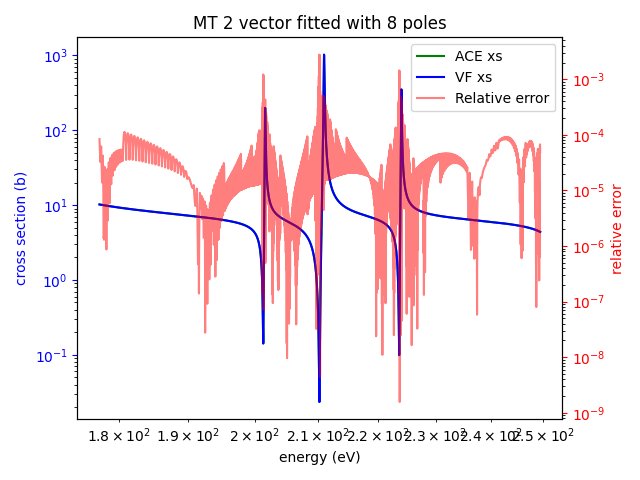 MT 2 vector fitted with 8 poles
ACE xs
VF xs
Relative error
cross section (b)
10³
10²
10¹
10⁰
10⁻¹
10⁻³
10⁻⁴
10⁻⁵
10⁻⁶
10⁻⁷
10⁻⁸
10⁻⁹
relative error
1.8 × 10² 1.9 × 10² 2 × 10² 2.1 × 10² 2.2 × 10² 2.3 × 10² 2.4 × 10² 2.5 × 10²
energy (eV)